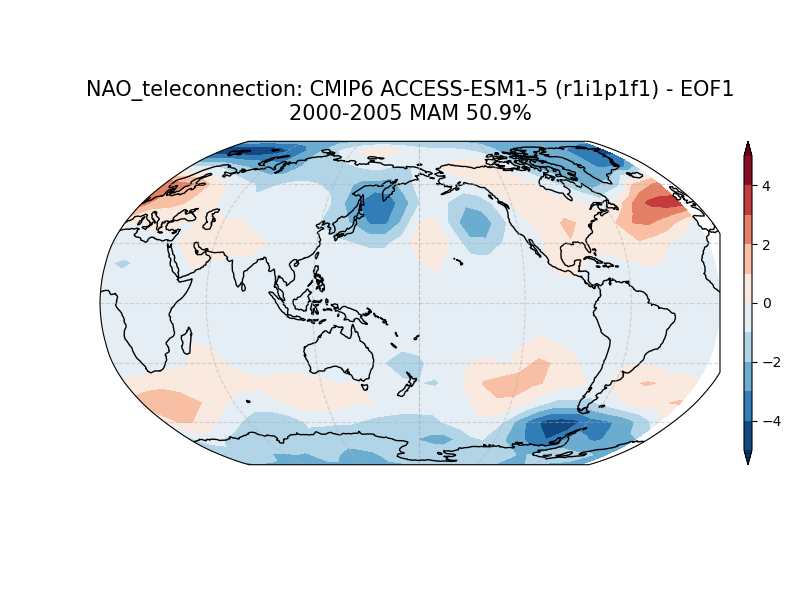 NAO_teleconnection: CMIP6 ACCESS-ESM1-5 (r1i1p1f1) - EOF1
2000-2005 MAM 50.9%
4
2
0
−2
−4